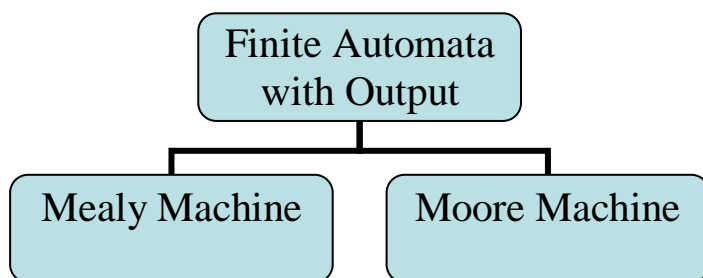 Finite Automata
with Output
Mealy Machine
Moore Machine